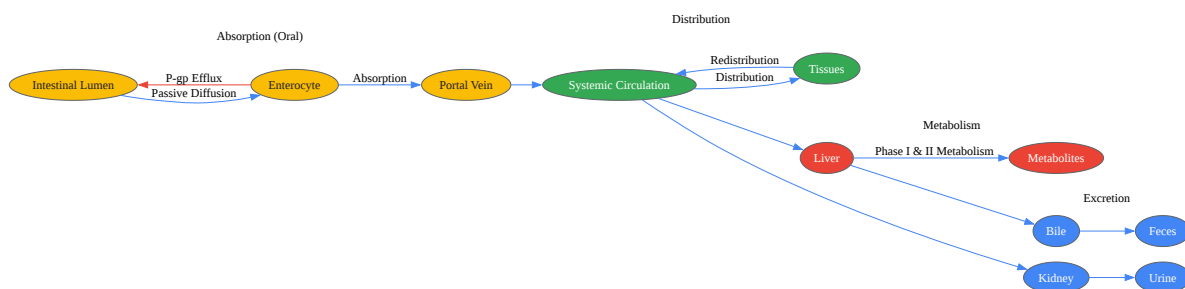 Distribution
Absorption (Oral)
Redistribution
Tissues
P-gp Efflux
Distribution
Intestinal Lumen
Enterocyte
Absorption
Portal Vein
Systemic Circulation
Passive Diffusion
Metabolism
Phase I & II Metabolism
Liver
Metabolites
Excretion
Bile
Feces
Kidney
Urine